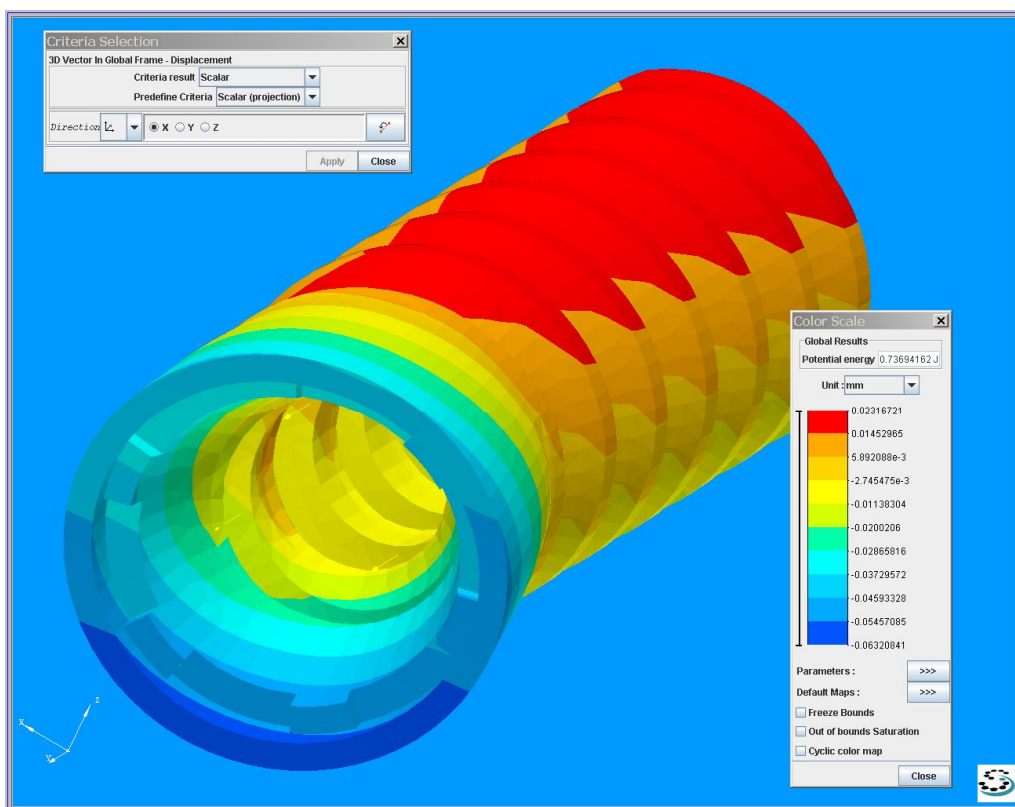 Criteria Selection
3D Vector In Global Frame - Displacement
Criteria result Scalar
Predefine Criteria Scalar (projection)
Direction X Y Z
Apply Close
Color Scale
Global Results
Potential energy 0.73694162 J
Unit : mm
0.02316721
0.01452965
5.892088e-3
-2.745475e-3
-0.01138304
-0.0200206
-0.02865816
-0.03729572
-0.04593328
-0.05457085
-0.06320841
Parameters : >>>
Default Maps : >>>
Freeze Bounds
Out of bounds Saturation
Cyclic color map
Close
X
Y
Z